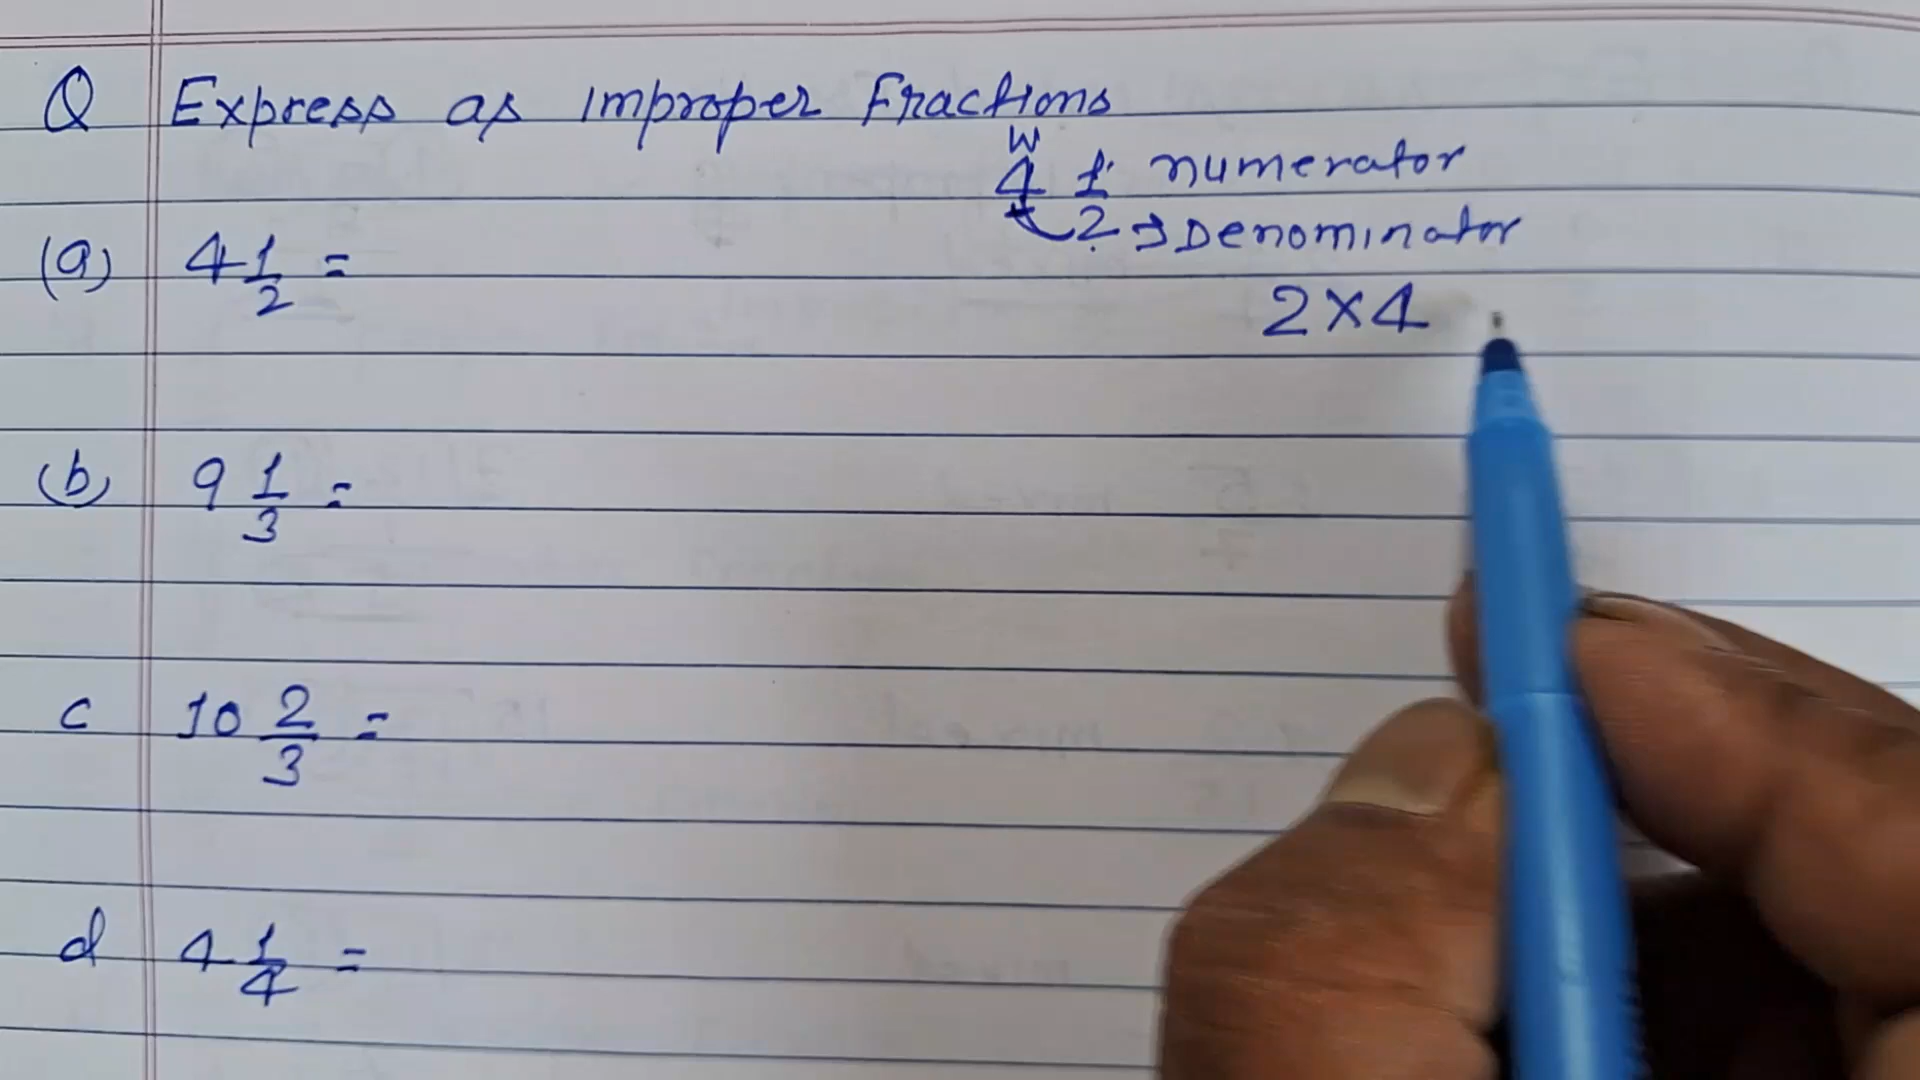 Q Express as Improper Fractions
W
4 1 numerator
2 → Denominator
(a) 4 1/2 =
2×4
(b) 9 1/3 =
c 10 2/3 =
d 4 1/4 =